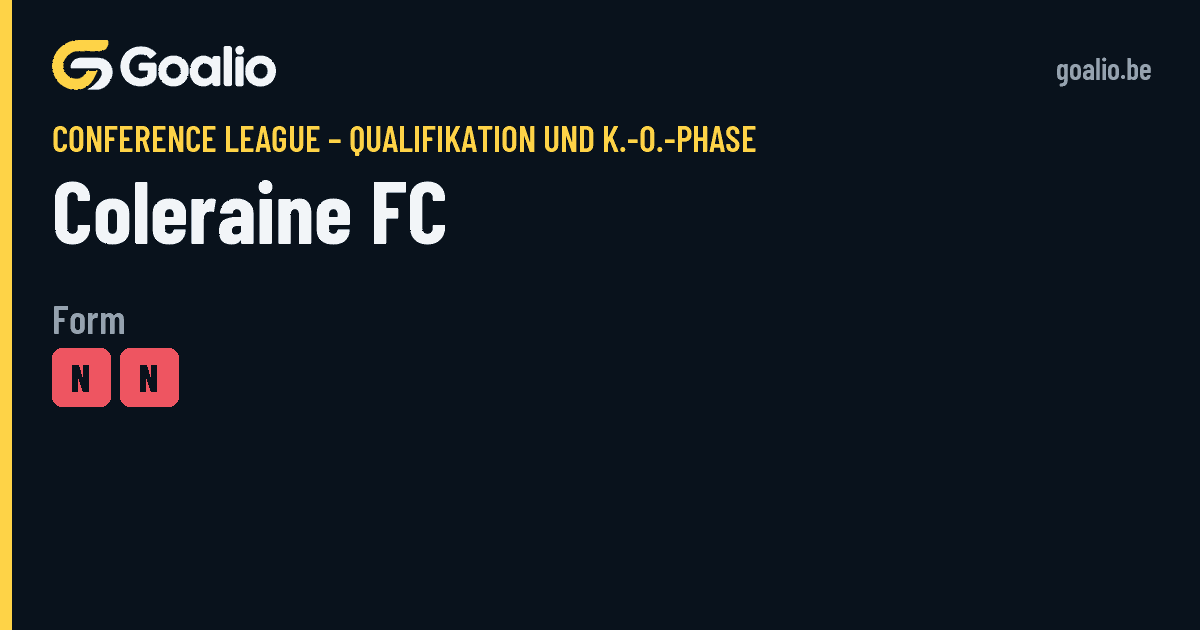 Goalio
goalio.be
CONFERENCE LEAGUE – QUALIFIKATION UND K.-O.-PHASE
Coleraine FC
Form
N N